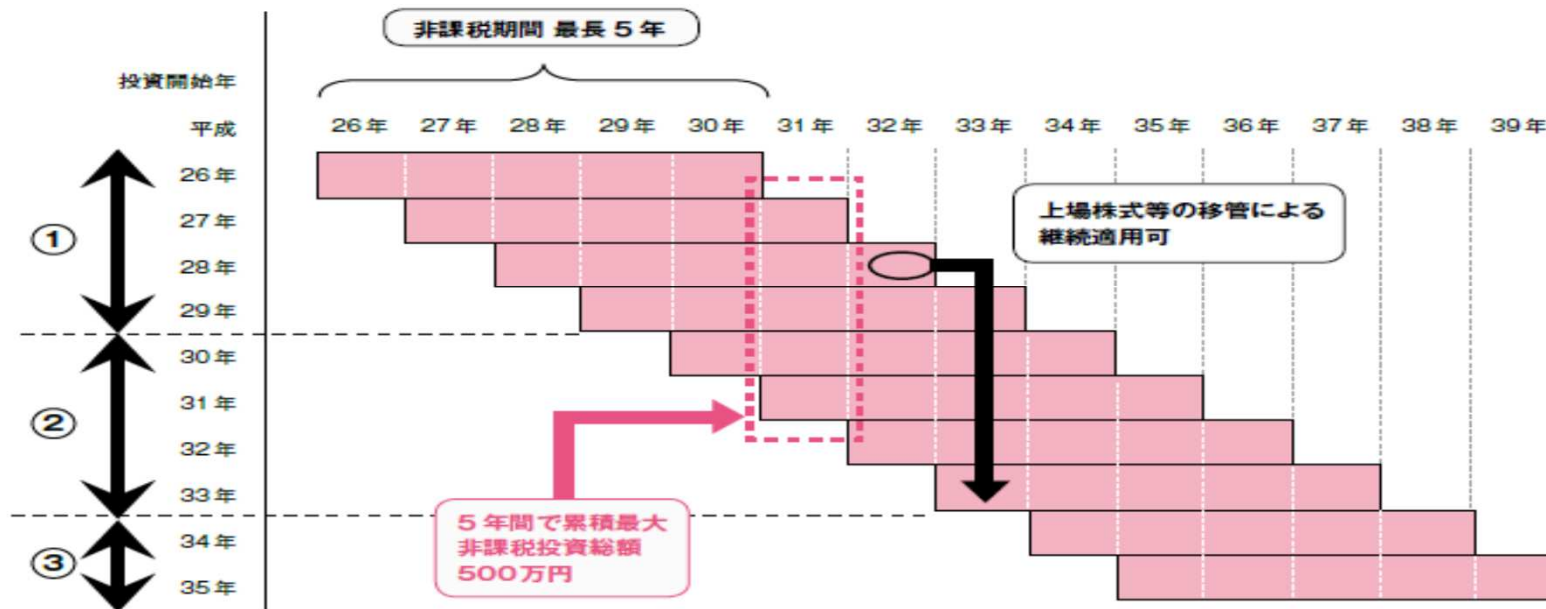 非課税期間 最長5年
投資開始年
平成 26年 27年 28年 29年 30年 31年 32年 33年 34年 35年 36年 37年 38年 39年
26年
27年
上場株式等の移管による
継続適用可
①
28年
29年
30年
31年
②
32年
33年
5年間で累積最大
非課税投資総額
500万円
34年
③
35年